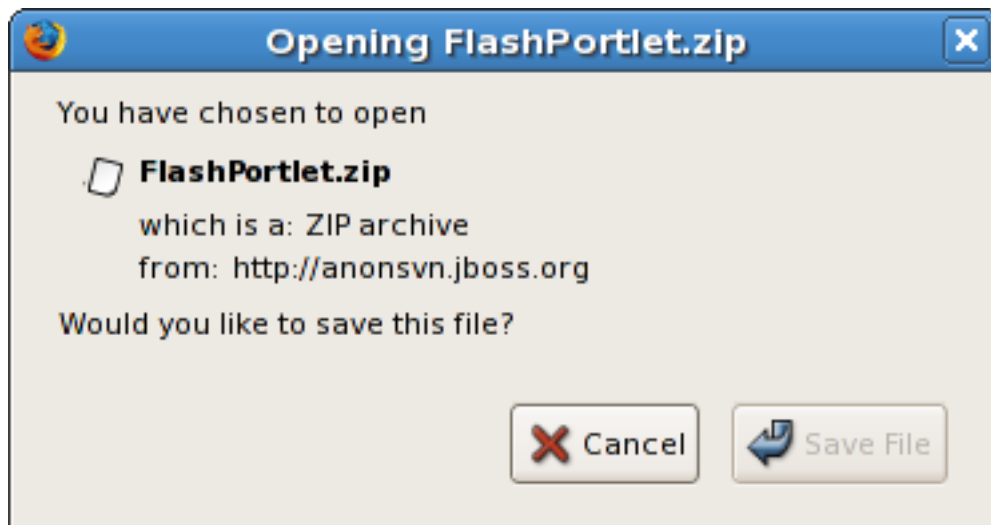 Opening FlashPortlet.zip
You have chosen to open
FlashPortlet.zip
which is a: ZIP archive
from: http://anonsvn.jboss.org
Would you like to save this file?
Cancel
Save File